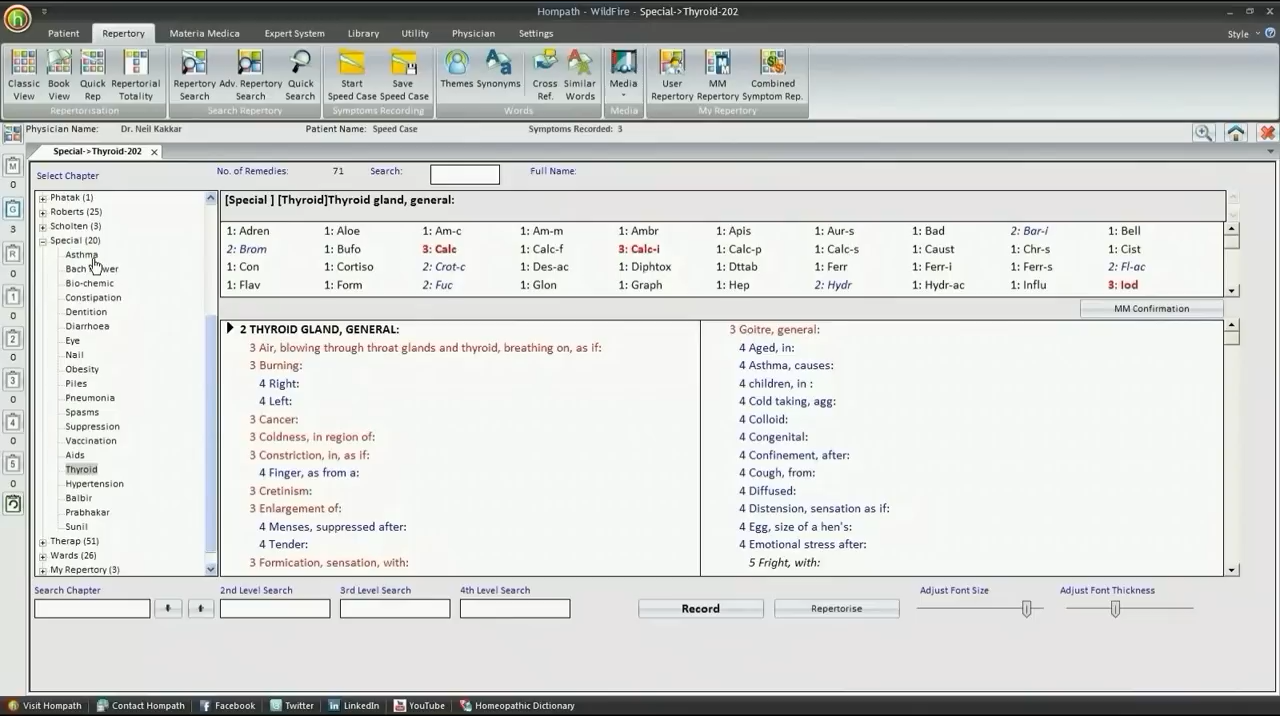 Hompath - WildFire - Special->Thyroid-202
Patient Repertory Materia Medica Expert System Library Utility Physician Settings Style
Classic View Book View Quick Rep Repertorial Totality Repertory Search Adv. Repertory Search Quick Search Start Speed Case Save Speed Case Themes Synonyms Cross Ref. Similar Words Media User Repertory MM Repertory Combined Symptom Rep.
Repertorisation Search Repertory Symptoms Recording Words Media My Repertory
Physician Name: Dr. Neil Kakkar Patient Name: Speed Case Symptoms Recorded: 3
Special->Thyroid-202 x
M
0
G
3
R
0
1
0
2
0
3
0
4
0
5
0
Select Chapter
No. of Remedies: 71 Search: Full Name:
Phatak (1)
Roberts (25)
Scholten (3)
Special (20)
Asthma
Bach Flower
Bio-chemic
Constipation
Dentition
Diarrhoea
Eye
Nail
Obesity
Piles
Pneumonia
Spasms
Suppression
Vaccination
Aids
Thyroid
Hypertension
Balbir
Prabhakar
Sunil
Therap (51)
Wards (26)
My Repertory (3)
[Special ] [Thyroid]Thyroid gland, general:
1: Adren 1: Aloe 1: Am-c 1: Am-m 1: Ambr 1: Apis 1: Aur-s 1: Bad 2: Bar-i 1: Bell
2: Brom 1: Bufo 3: Calc 1: Calc-f 3: Calc-i 1: Calc-p 1: Calc-s 1: Caust 1: Chr-s 1: Cist
1: Con 1: Cortiso 2: Crot-c 1: Des-ac 1: Diphtox 1: Dttab 1: Ferr 1: Ferr-i 1: Ferr-s 2: Fl-ac
1: Flav 1: Form 2: Fuc 1: Glon 1: Graph 1: Hep 2: Hydr 1: Hydr-ac 1: Influ 3: Iod
MM Confirmation
2 THYROID GLAND, GENERAL:
3 Air, blowing through throat glands and thyroid, breathing on, as if:
3 Burning:
4 Right:
4 Left:
3 Cancer:
3 Coldness, in region of:
3 Constriction, in, as if:
4 Finger, as from a:
3 Cretinism:
3 Enlargement of:
4 Menses, suppressed after:
4 Tender:
3 Formication, sensation, with:
3 Goitre, general:
4 Aged, in:
4 Asthma, causes:
4 children, in :
4 Cold taking, agg:
4 Colloid:
4 Congenital:
4 Confinement, after:
4 Cough, from:
4 Diffused:
4 Distension, sensation as if:
4 Egg, size of a hen's:
4 Emotional stress after:
5 Fright, with:
Search Chapter 2nd Level Search 3rd Level Search 4th Level Search Adjust Font Size Adjust Font Thickness
Record Repertorise
Visit Hompath Contact Hompath Facebook Twitter LinkedIn YouTube Homeopathic Dictionary